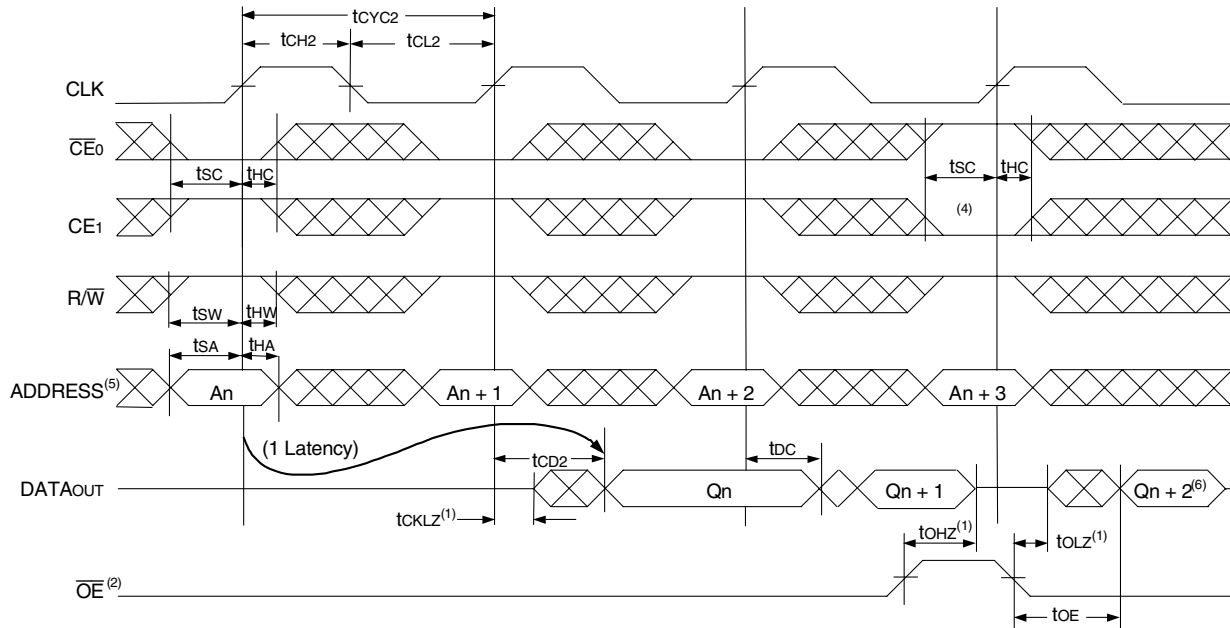 tCYC2
tCH2 tCL2
CLK
CE0
tSC tHC tSC tHC
CE1 (4)
R/W
tSW tHW
tSA tHA
ADDRESS(5) An An + 1 An + 2 An + 3
(1 Latency) tCD2 tDC
DATAOUT Qn Qn + 1 Qn + 2(6)
tCKLZ(1) tOHZ(1) tOLZ(1)
OE(2)
tOE